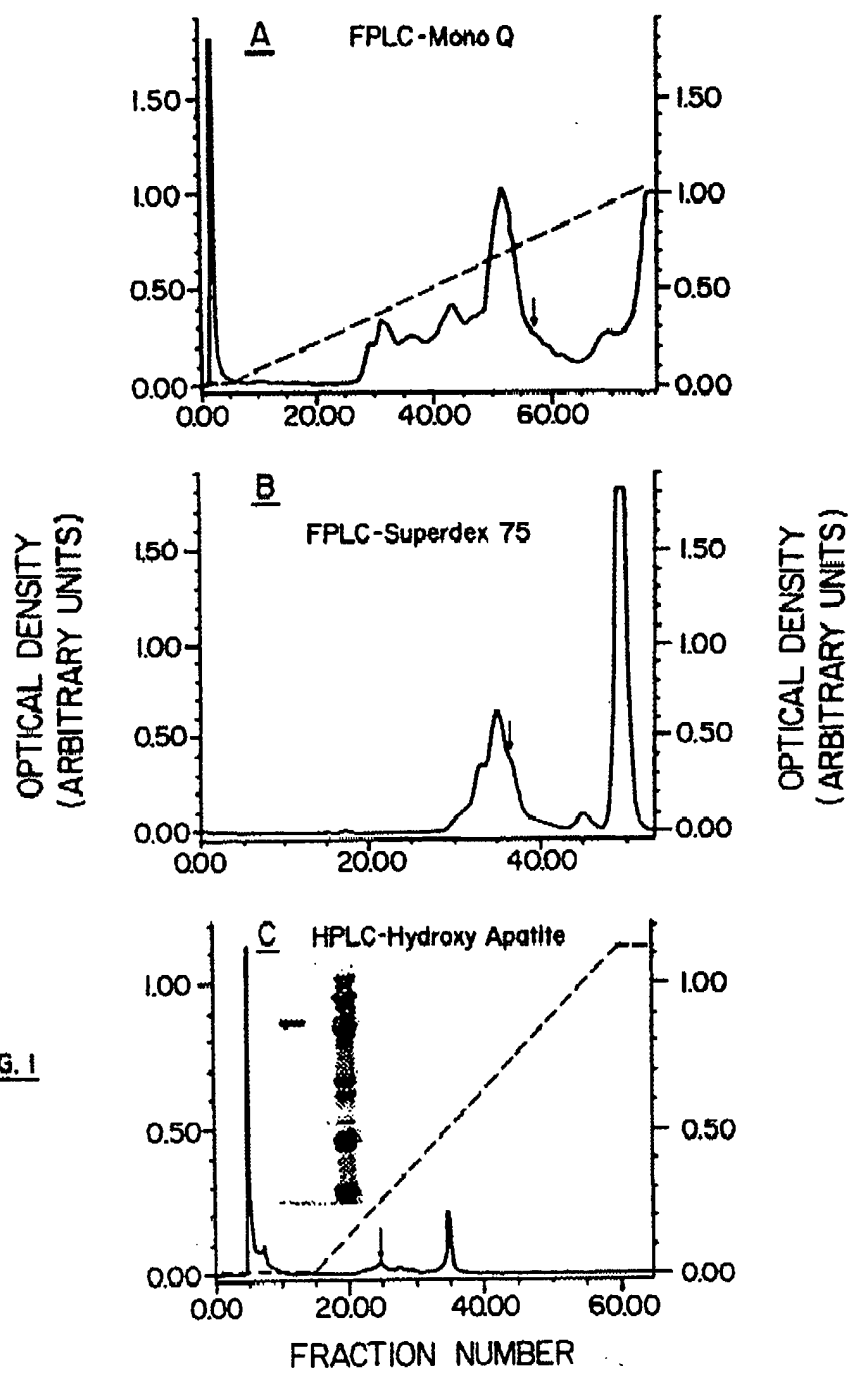 A FPLC-Mono Q
1.50 1.50
1.00 1.00
0.50 0.50
0.00 0.00
0.00 20.00 40.00 60.00
B
FPLC-Superdex 75
1.50 1.50
1.00 1.00
0.50 0.50
0.00 0.00
0.00 20.00 40.00
OPTICAL DENSITY
(ARBITRARY UNITS)
OPTICAL DENSITY
(ARBITRARY UNITS)
C HPLC-Hydroxy Apatite
1.00 1.00
0.50 0.50
0.00 0.00
0.00 20.00 40.00 60.00
G. 1
FRACTION NUMBER